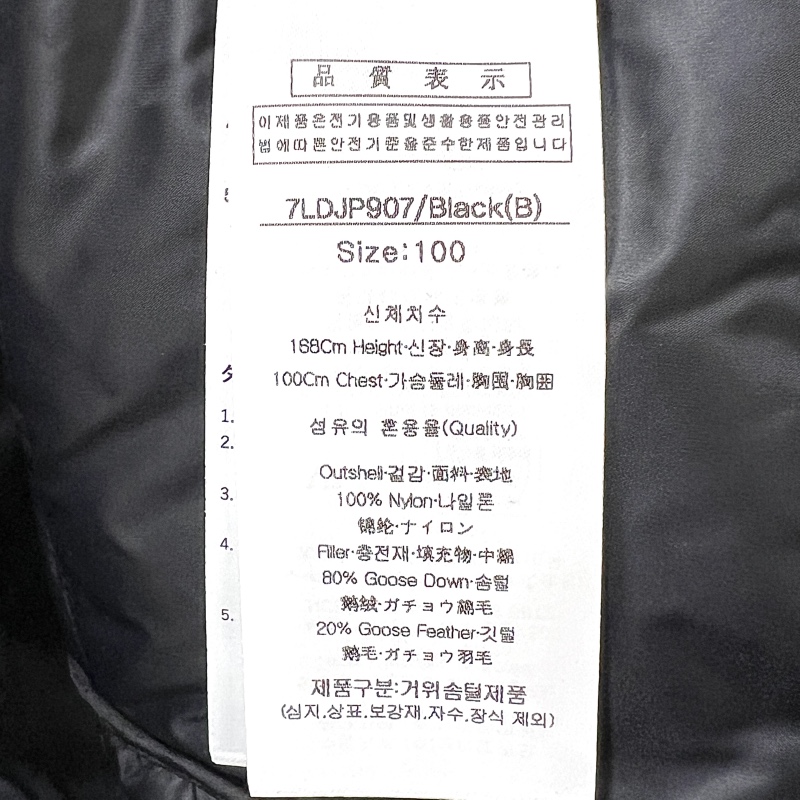 品質表示
이제품은전기용품및생활용품안전관리
법에따른안전기준을준수한제품입니다
7LDJP907/Black(B)
Size:100
신체치수
168Cm Height·신장·身高·身長
100Cm Chest·가슴둘레·胸围·胸囲
섬유의 혼용율(Quality)
Outshell·겉감·面料·表地
100% Nylon·나일론
锦纶·ナイロン
Filler·충전재·填充物·中綿
80% Goose Down·솜털
鹅绒·ガチョウ綿毛
20% Goose Feather·깃털
鹅毛·ガチョウ羽毛
제품구분:거위솜털제품
(심지,상표,보강재,자수,장식 제외)
1.
2.
3.
4.
5.